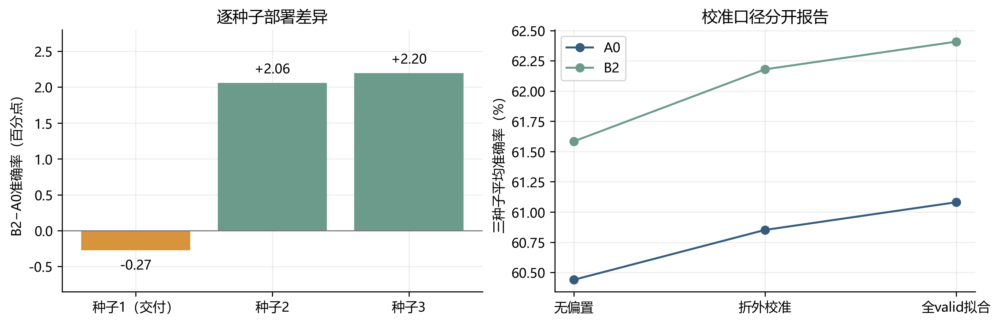 逐种子部署差异
B2−A0准确率（百分点）
2.5
2.0
1.5
1.0
0.5
0.0
-0.5
+2.06
+2.20
-0.27
种子1（交付）
种子2
种子3
校准口径分开报告
三种子平均准确率（%）
62.50
62.25
62.00
61.75
61.50
61.25
61.00
60.75
60.50
A0
B2
无偏置
折外校准
全valid拟合